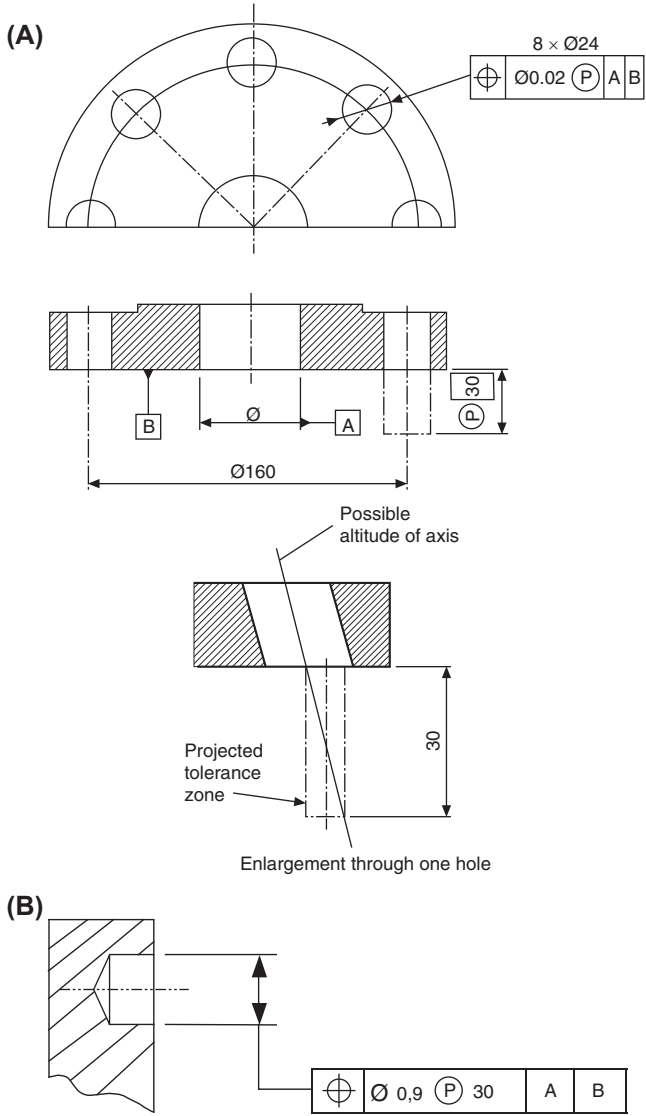 (A)
8 × Ø24
⌖ Ø0.02 Ⓟ A B
Ⓟ 30
B
Ø
A
Ø160
Possible
altitude of axis
30
Projected
tolerance
zone
Enlargement through one hole
(B)
⌖ Ø 0,9 Ⓟ 30 A B